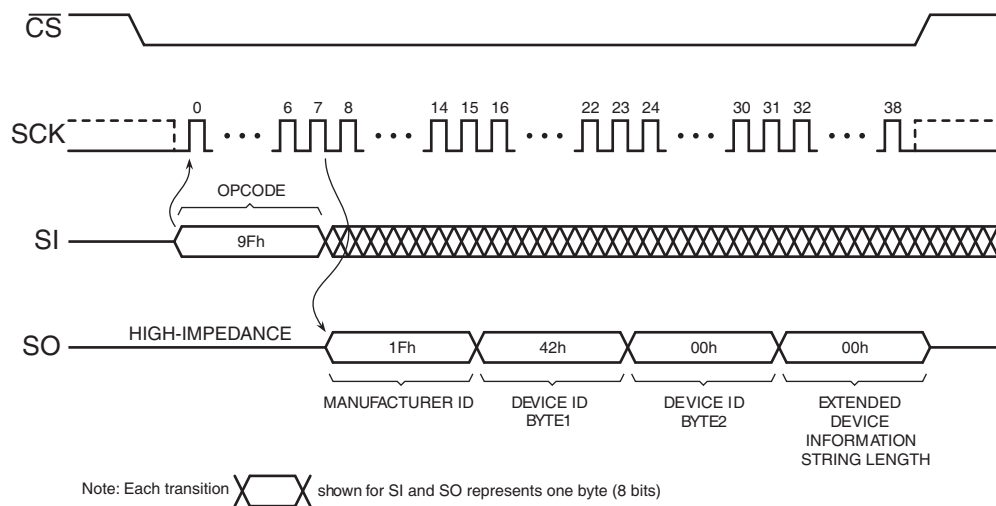 CS
0 6 7 8 14 15 16 22 23 24 30 31 32 38
SCK
OPCODE
SI 9Fh
HIGH-IMPEDANCE
SO 1Fh 42h 00h 00h
MANUFACTURER ID
DEVICE ID
BYTE1
DEVICE ID
BYTE2
EXTENDED
DEVICE
INFORMATION
STRING LENGTH
Note: Each transition shown for SI and SO represents one byte (8 bits)